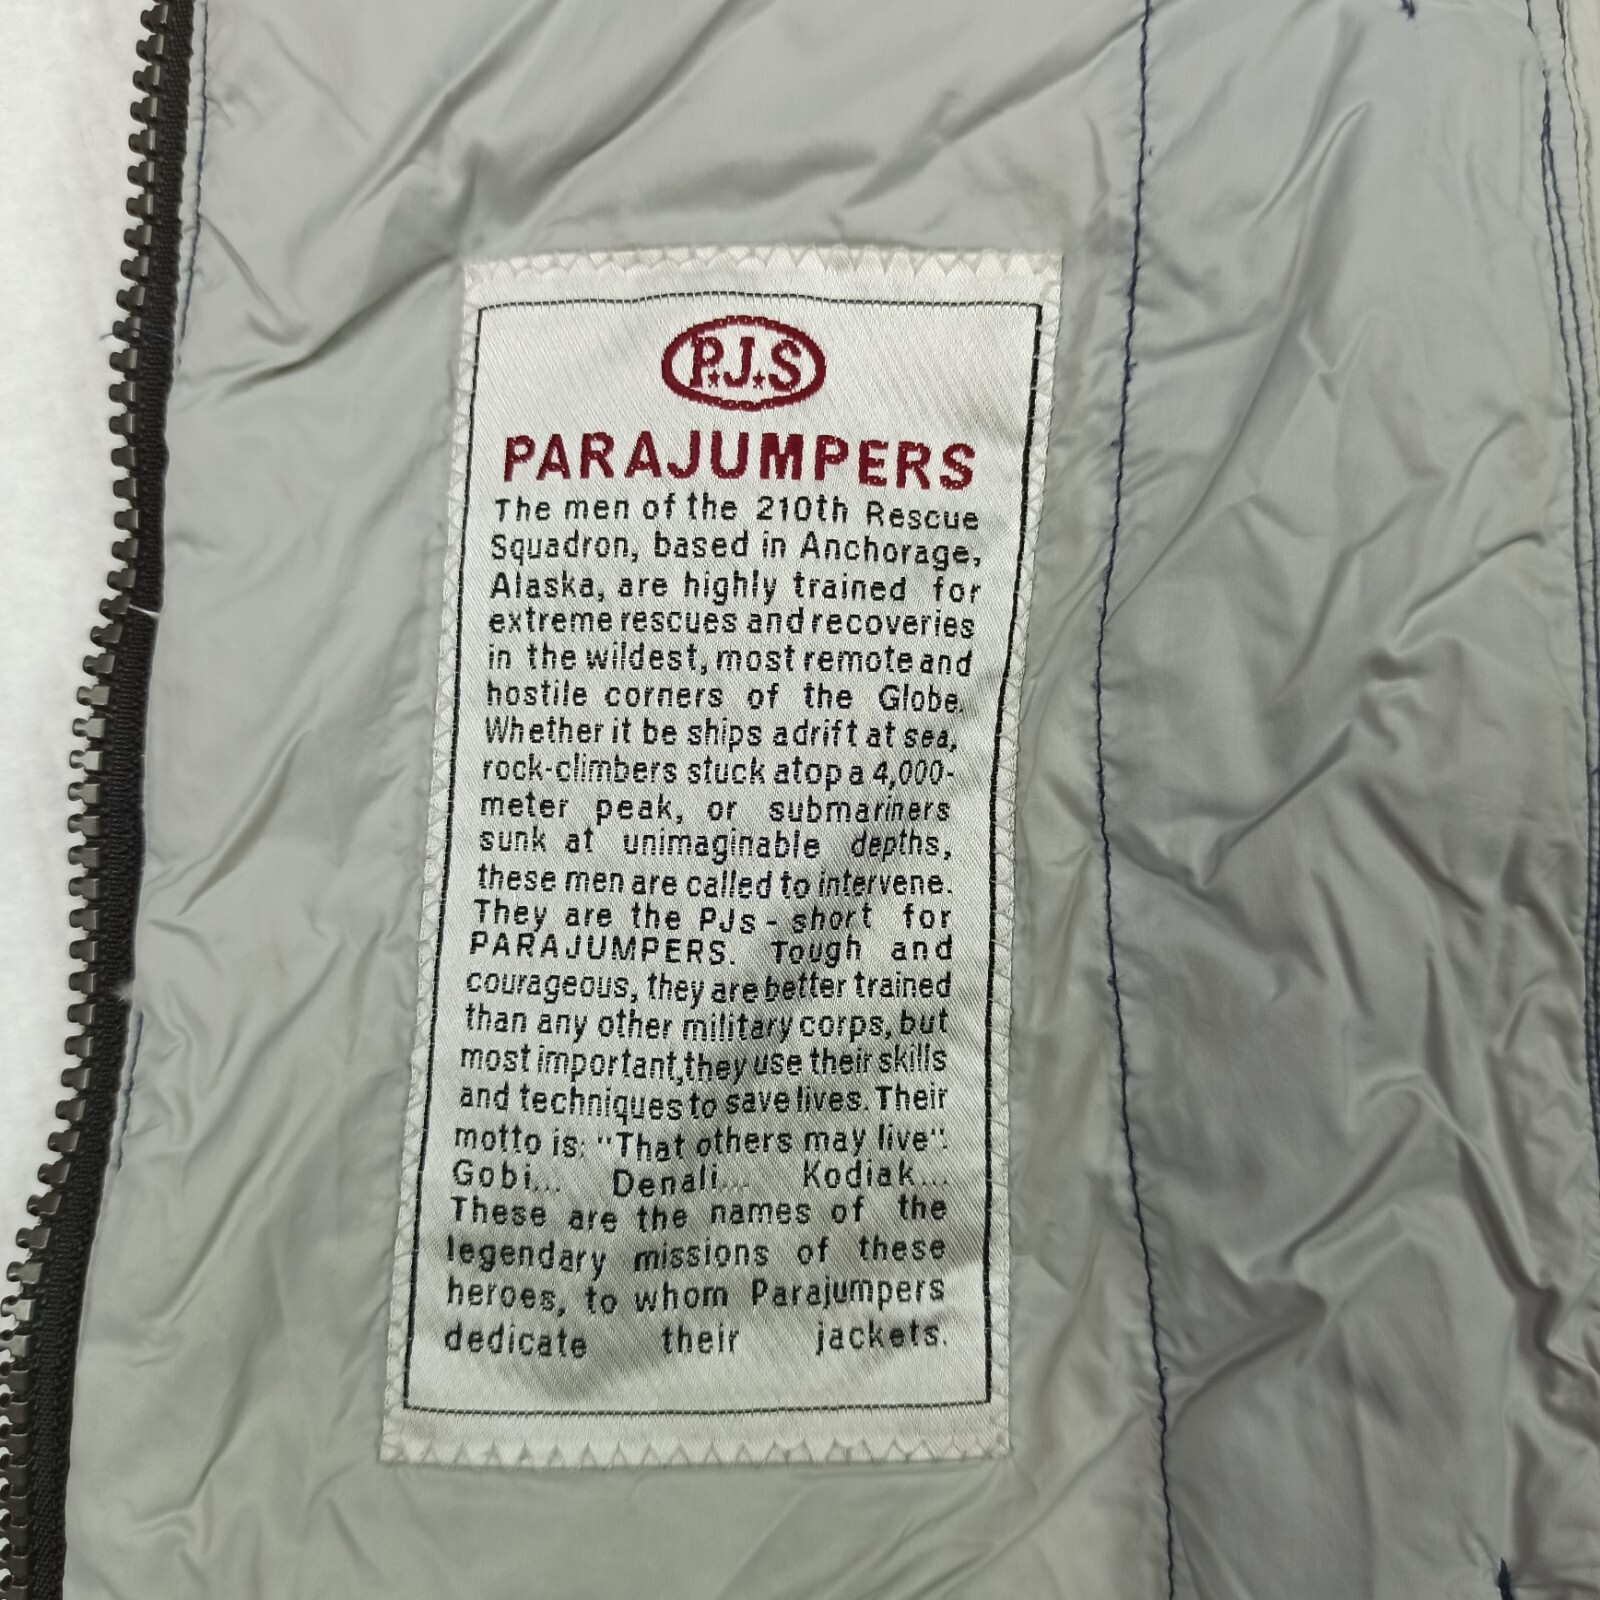 P.J.S
PARAJUMPERS
The men of the 210th Rescue
Squadron, based in Anchorage,
Alaska, are highly trained for
extreme rescues and recoveries
in the wildest, most remote and
hostile corners of the Globe.
Whether it be ships adrift at sea,
rock-climbers stuck atop a 4,000-
meter peak, or submariners
sunk at unimaginable depths,
these men are called to intervene.
They are the PJs - short for
PARAJUMPERS. Tough and
courageous, they are better trained
than any other military corps, but
most important, they use their skills
and techniques to save lives. Their
motto is: "That others may live".
Gobi... Denali... Kodiak...
These are the names of the
legendary missions of these
heroes, to whom Parajumpers
dedicate their jackets.